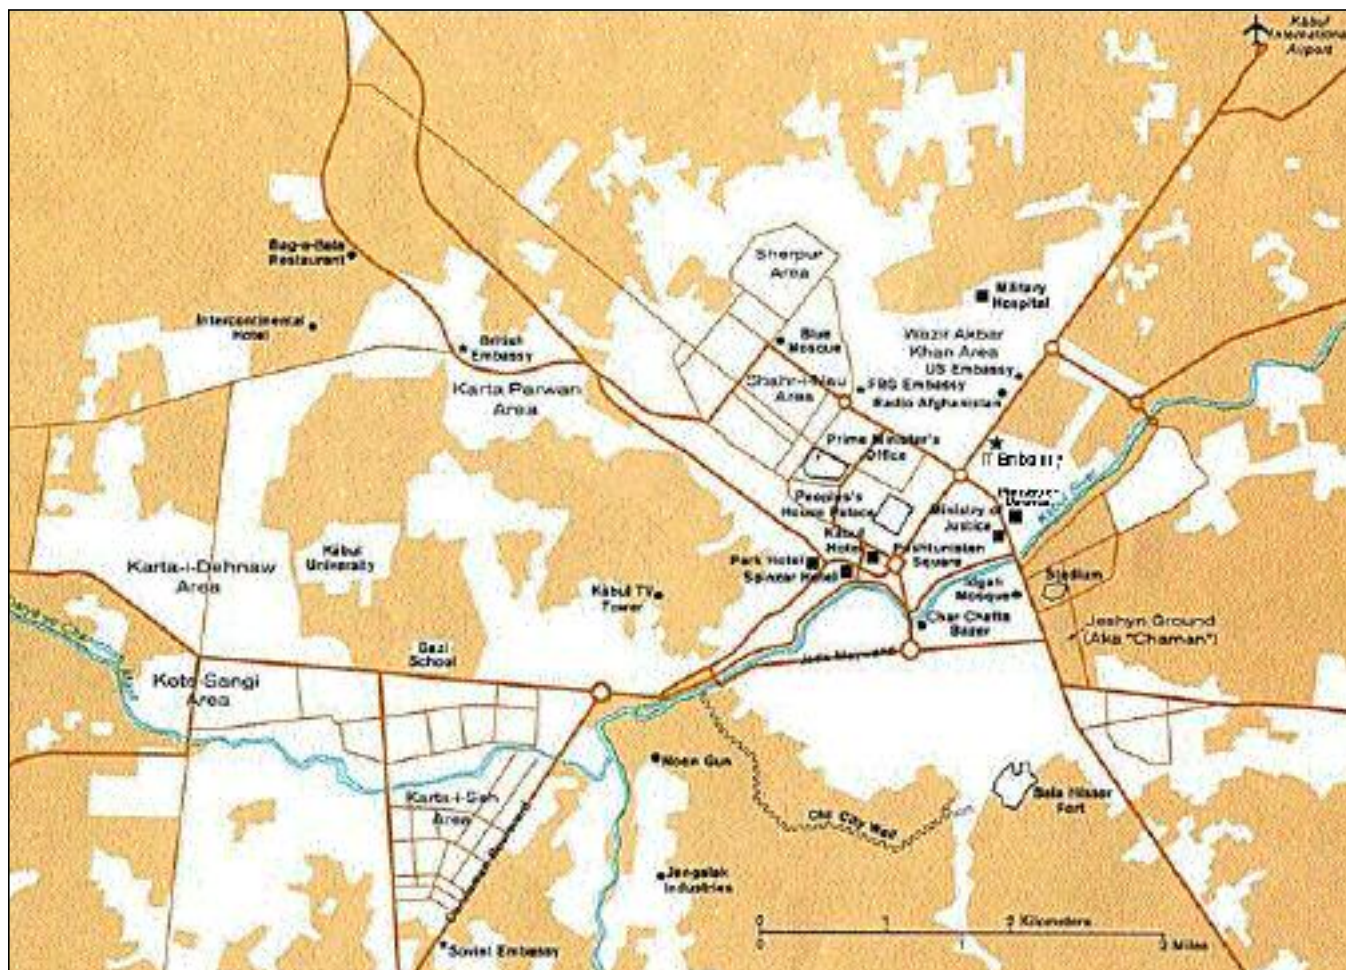 Kabul
International
Airport
Bag-e-Bala
Restaurant
Sherpur
Area
Military
Hospital
Intercontinental
Hotel
British
Embassy
Blue
Mosque
Wazir Akbar
Khan Area
US Embassy
Karta Parwan
Area
Shahr-i-Nau
Area
FRG Embassy
Radio Afghanistan
Prime Minister's
Office
Peoples's
House Palace
Ministry of
Justice
Kabul River
Kabul
Hotel
Pashtunistan
Square
Park Hotel
Spinzar Hotel
Kabul
University
Karta-i-Dehnaw
Area
Kabul TV
Tower
Idgah
Mosque
Stadium
Char Chatta
Bazar
Jeshyn Ground
(Aka "Chaman")
Gazi
School
Kote-Sangi
Area
Noon Gun
Karta-i-Seh
Area
Old City Wall
Bala Hissar
Fort
Jangalak
Industries
Soviet Embassy
0 1 2 Kilometers
0 1 2 Miles